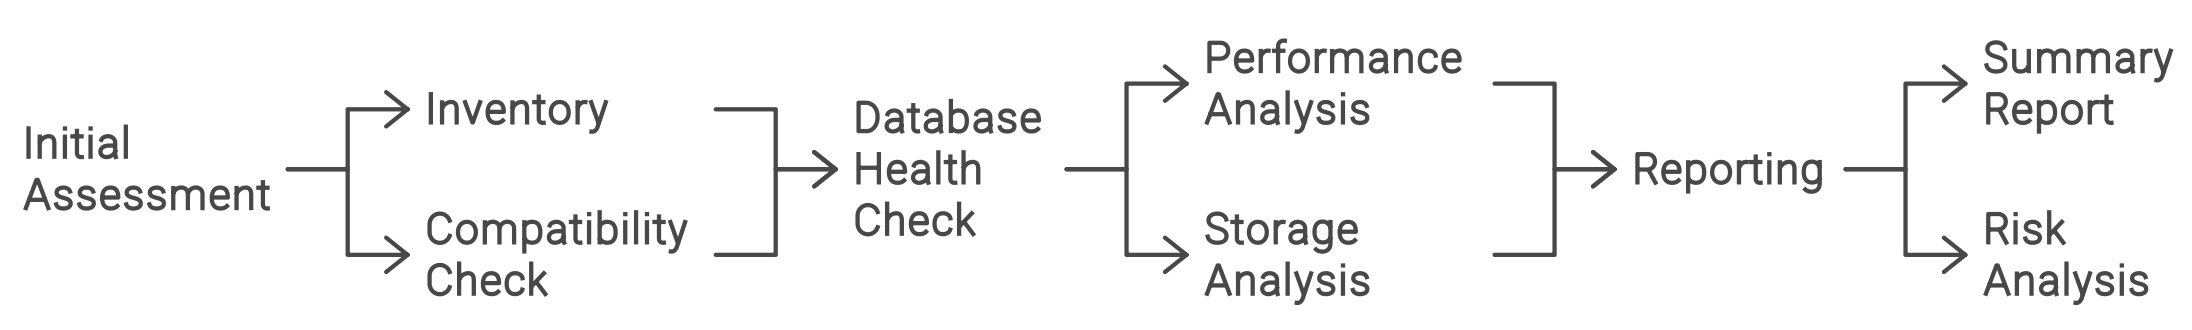 Initial
Assessment
Inventory
Compatibility
Check
Database
Health
Check
Performance
Analysis
Storage
Analysis
Reporting
Summary
Report
Risk
Analysis